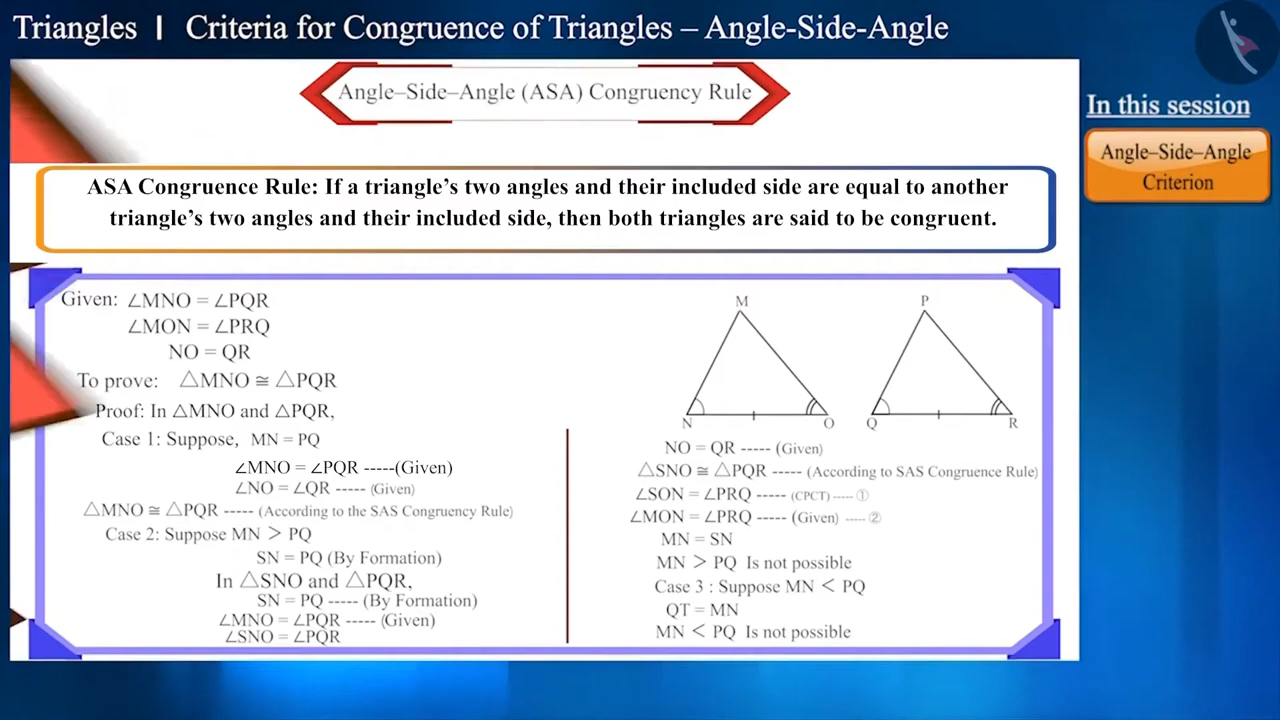 Triangles | Criteria for Congruence of Triangles – Angle-Side-Angle
Angle–Side–Angle (ASA) Congruency Rule
In this session
Angle–Side–Angle
Criterion
ASA Congruence Rule: If a triangle’s two angles and their included side are equal to another
triangle’s two angles and their included side, then both triangles are said to be congruent.
Given: ∠MNO = ∠PQR
∠MON = ∠PRQ
NO = QR
To prove: △MNO ≅ △PQR
Proof: In △MNO and △PQR,
Case 1: Suppose, MN = PQ
∠MNO = ∠PQR -----(Given)
∠NO = ∠QR ----- (Given)
△MNO ≅ △PQR ----- (According to the SAS Congruency Rule)
Case 2: Suppose MN > PQ
SN = PQ (By Formation)
In △SNO and △PQR,
SN = PQ ----- (By Formation)
∠MNO = ∠PQR ----- (Given)
∠SNO = ∠PQR
M
N
O
P
Q
R
NO = QR ----- (Given)
△SNO ≅ △PQR ----- (According to SAS Congruence Rule)
∠SON = ∠PRQ ----- (CPCT) ----- ①
∠MON = ∠PRQ ----- (Given) ----- ②
MN = SN
MN > PQ Is not possible
Case 3 : Suppose MN < PQ
QT = MN
MN < PQ Is not possible